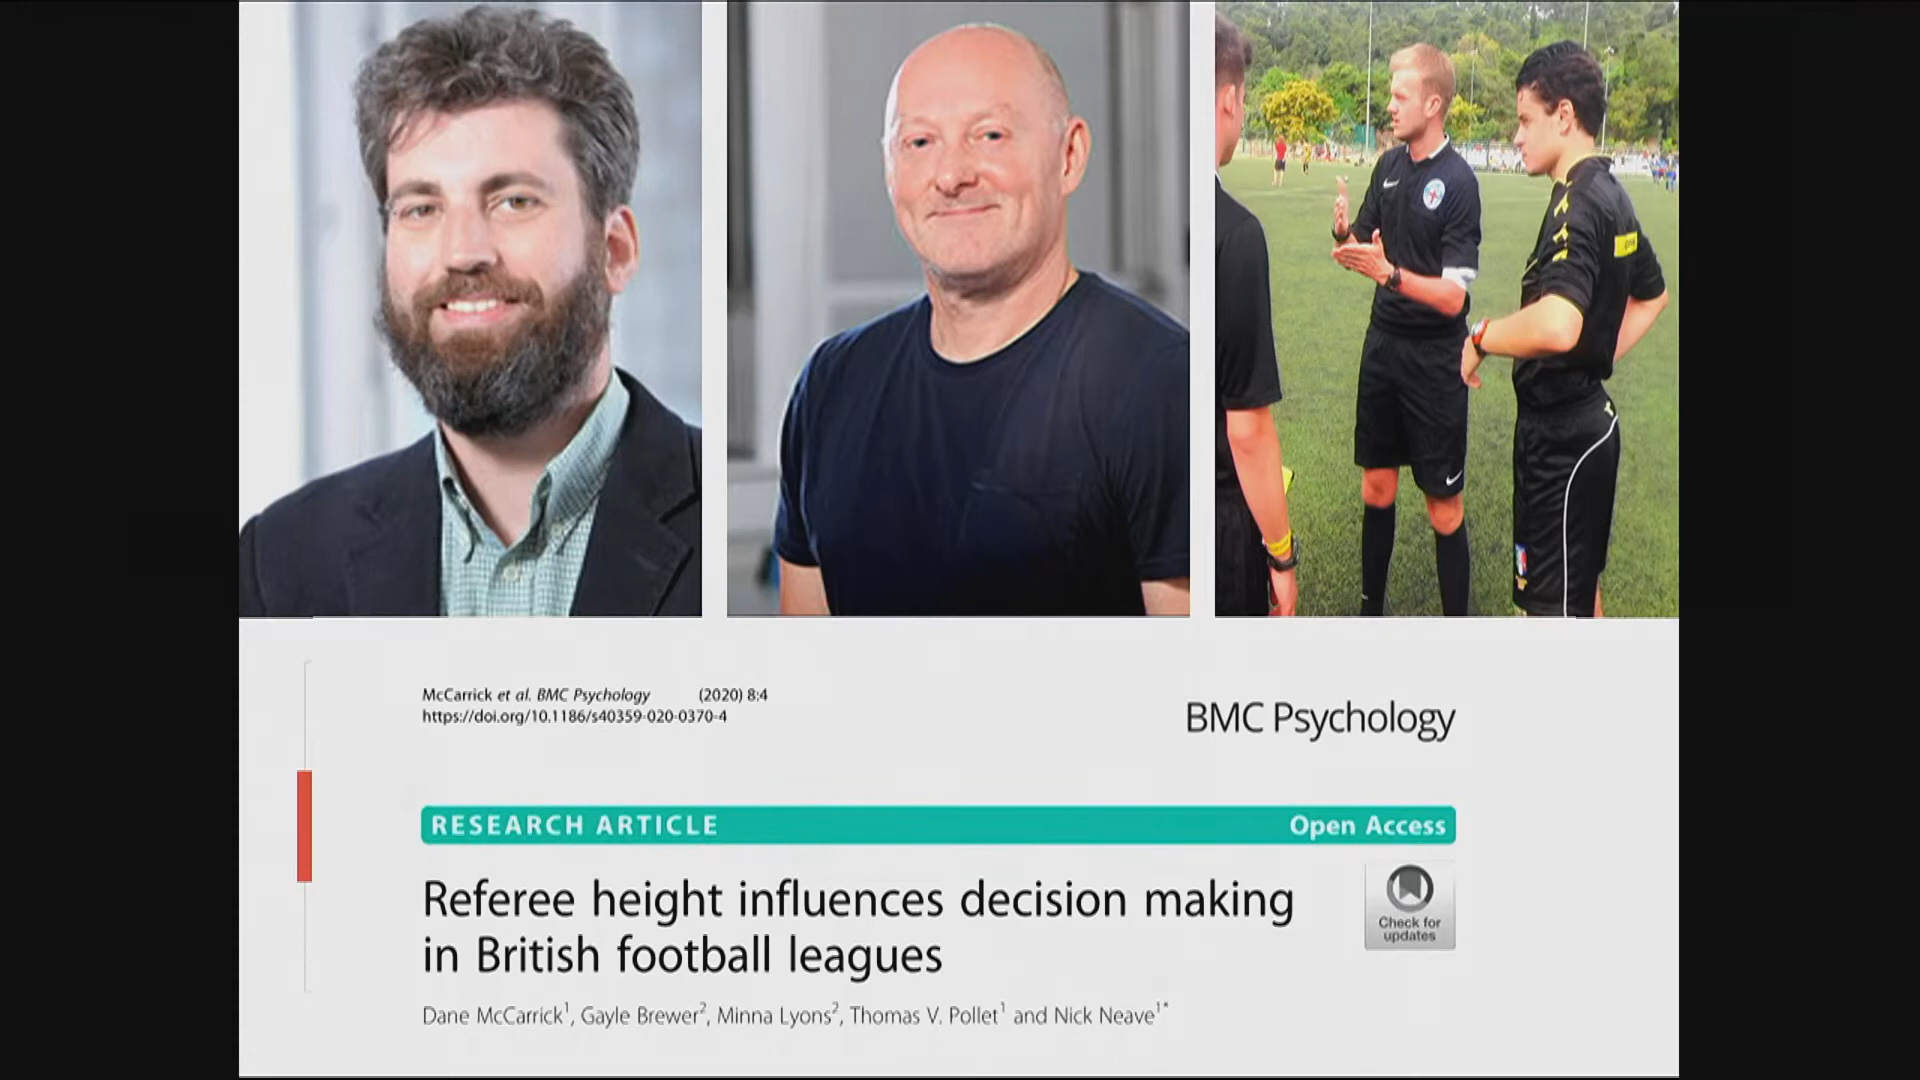 McCarrick et al. BMC Psychology (2020) 8:4
https://doi.org/10.1186/s40359-020-0370-4
BMC Psychology
RESEARCH ARTICLE Open Access
Referee height influences decision making
in British football leagues
Check for
updates
Dane McCarrick1, Gayle Brewer2, Minna Lyons2, Thomas V. Pollet1 and Nick Neave1*